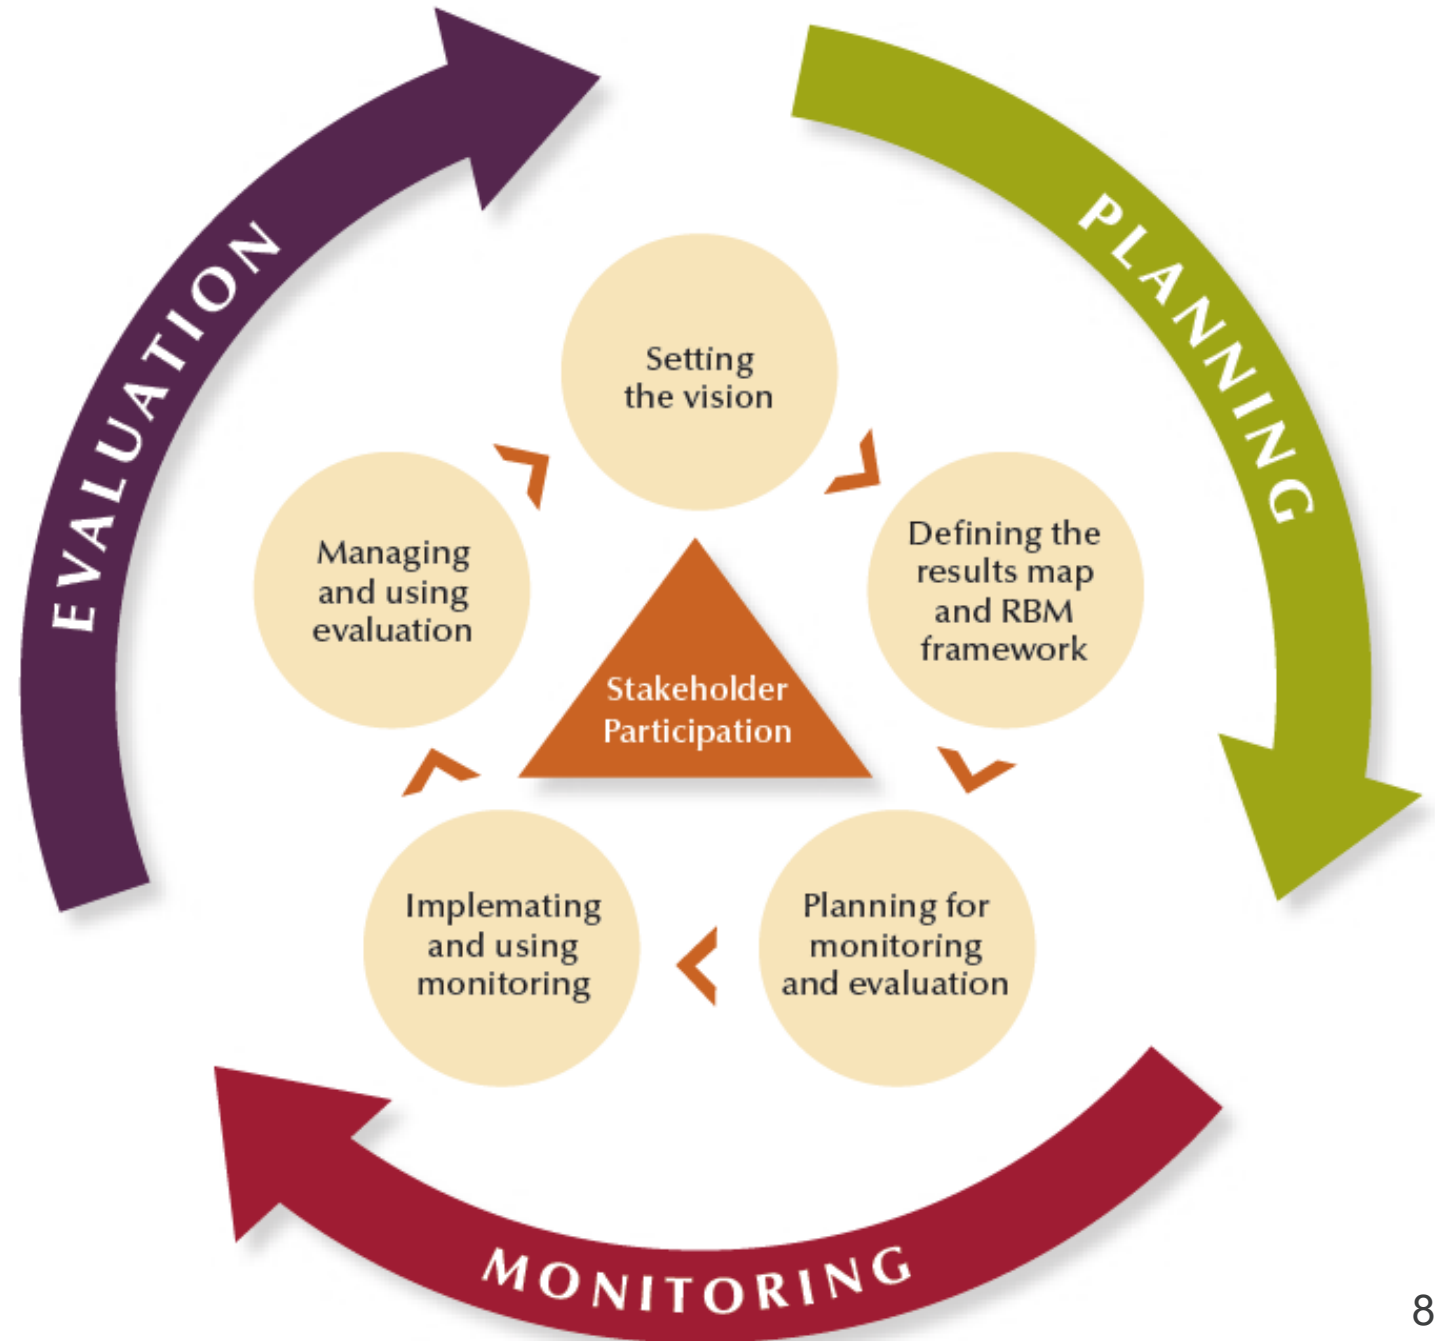 EVALUATION
PLANNING
Setting
the vision
Defining the
results map
and RBM
framework
Managing
and using
evaluation
Stakeholder
Participation
Implemating
and using
monitoring
Planning for
monitoring
and evaluation
MONITORING
8